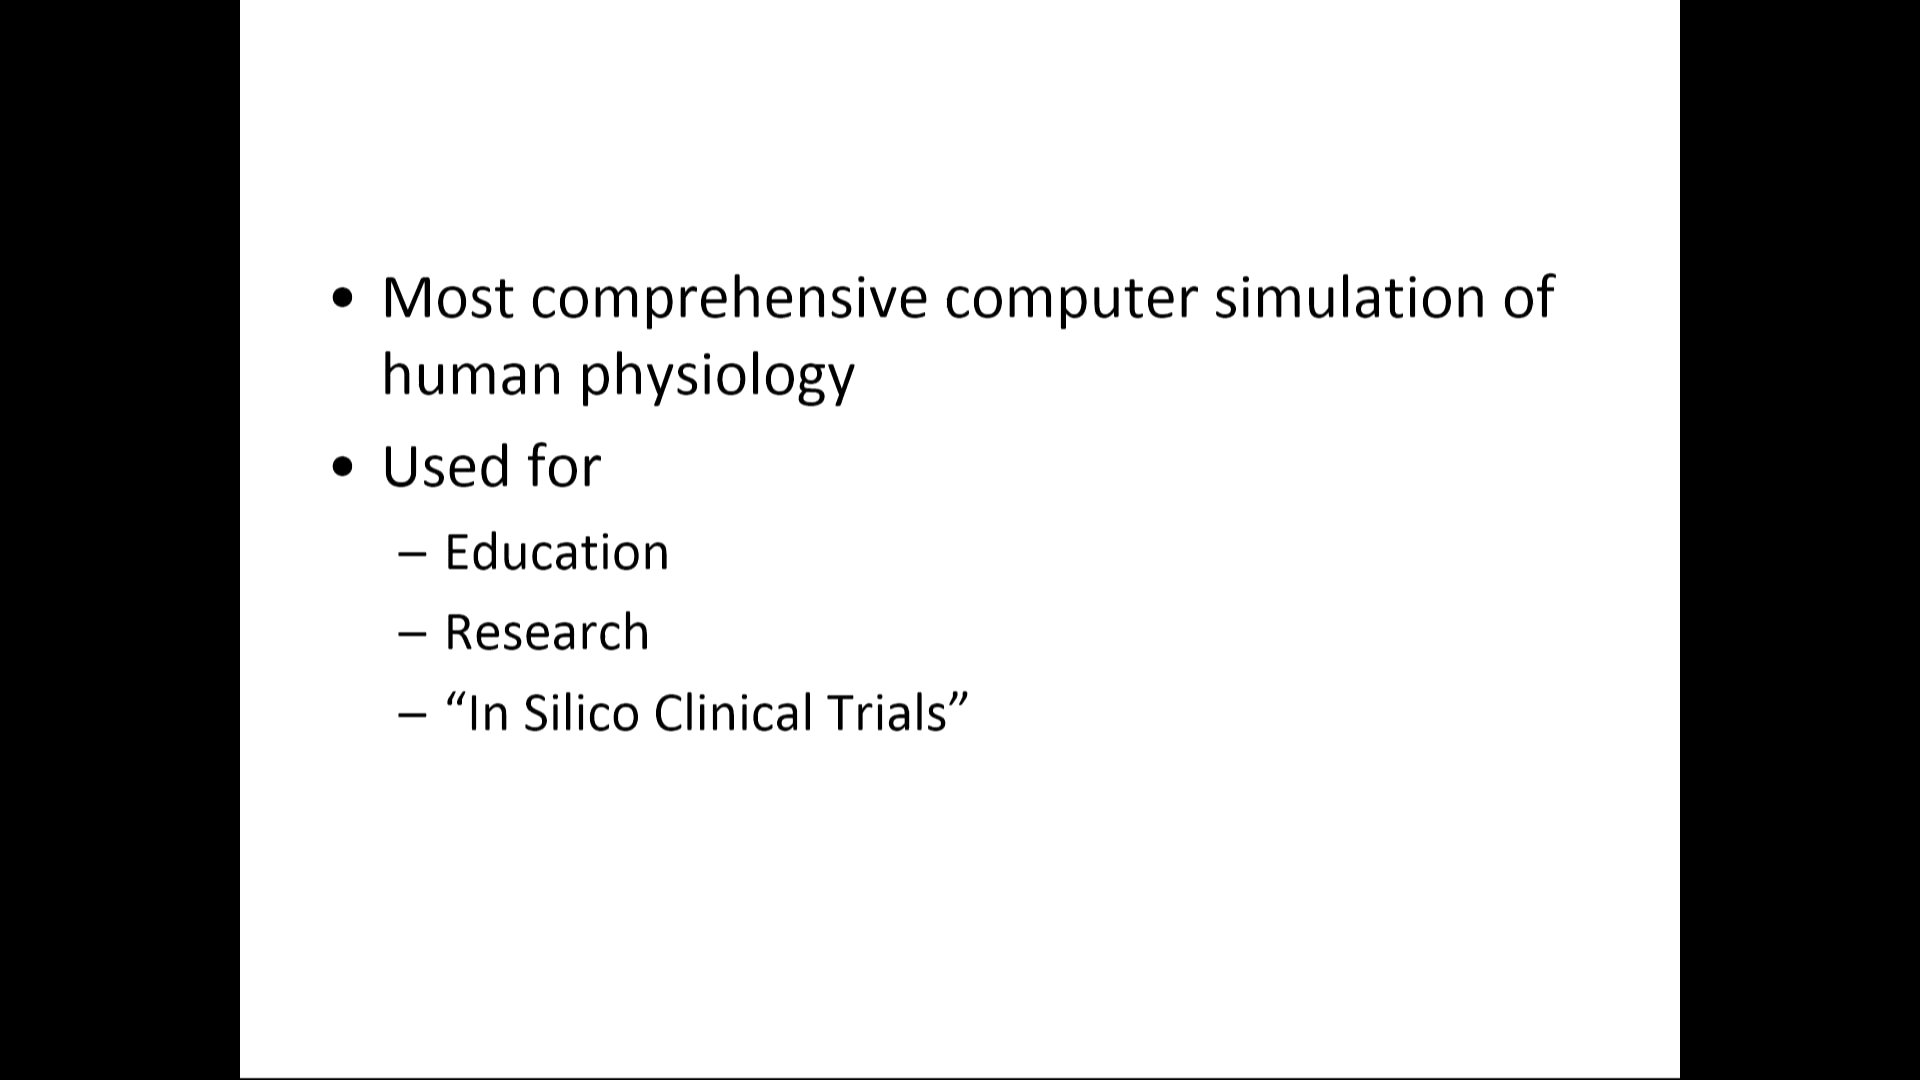 • Most comprehensive computer simulation of
human physiology
• Used for
– Education
– Research
– “In Silico Clinical Trials”